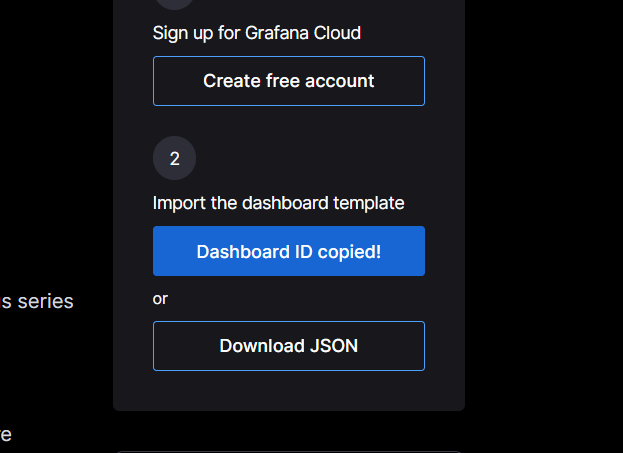 Sign up for Grafana Cloud
Create free account
2
Import the dashboard template
Dashboard ID copied!
s series
or
Download JSON
e